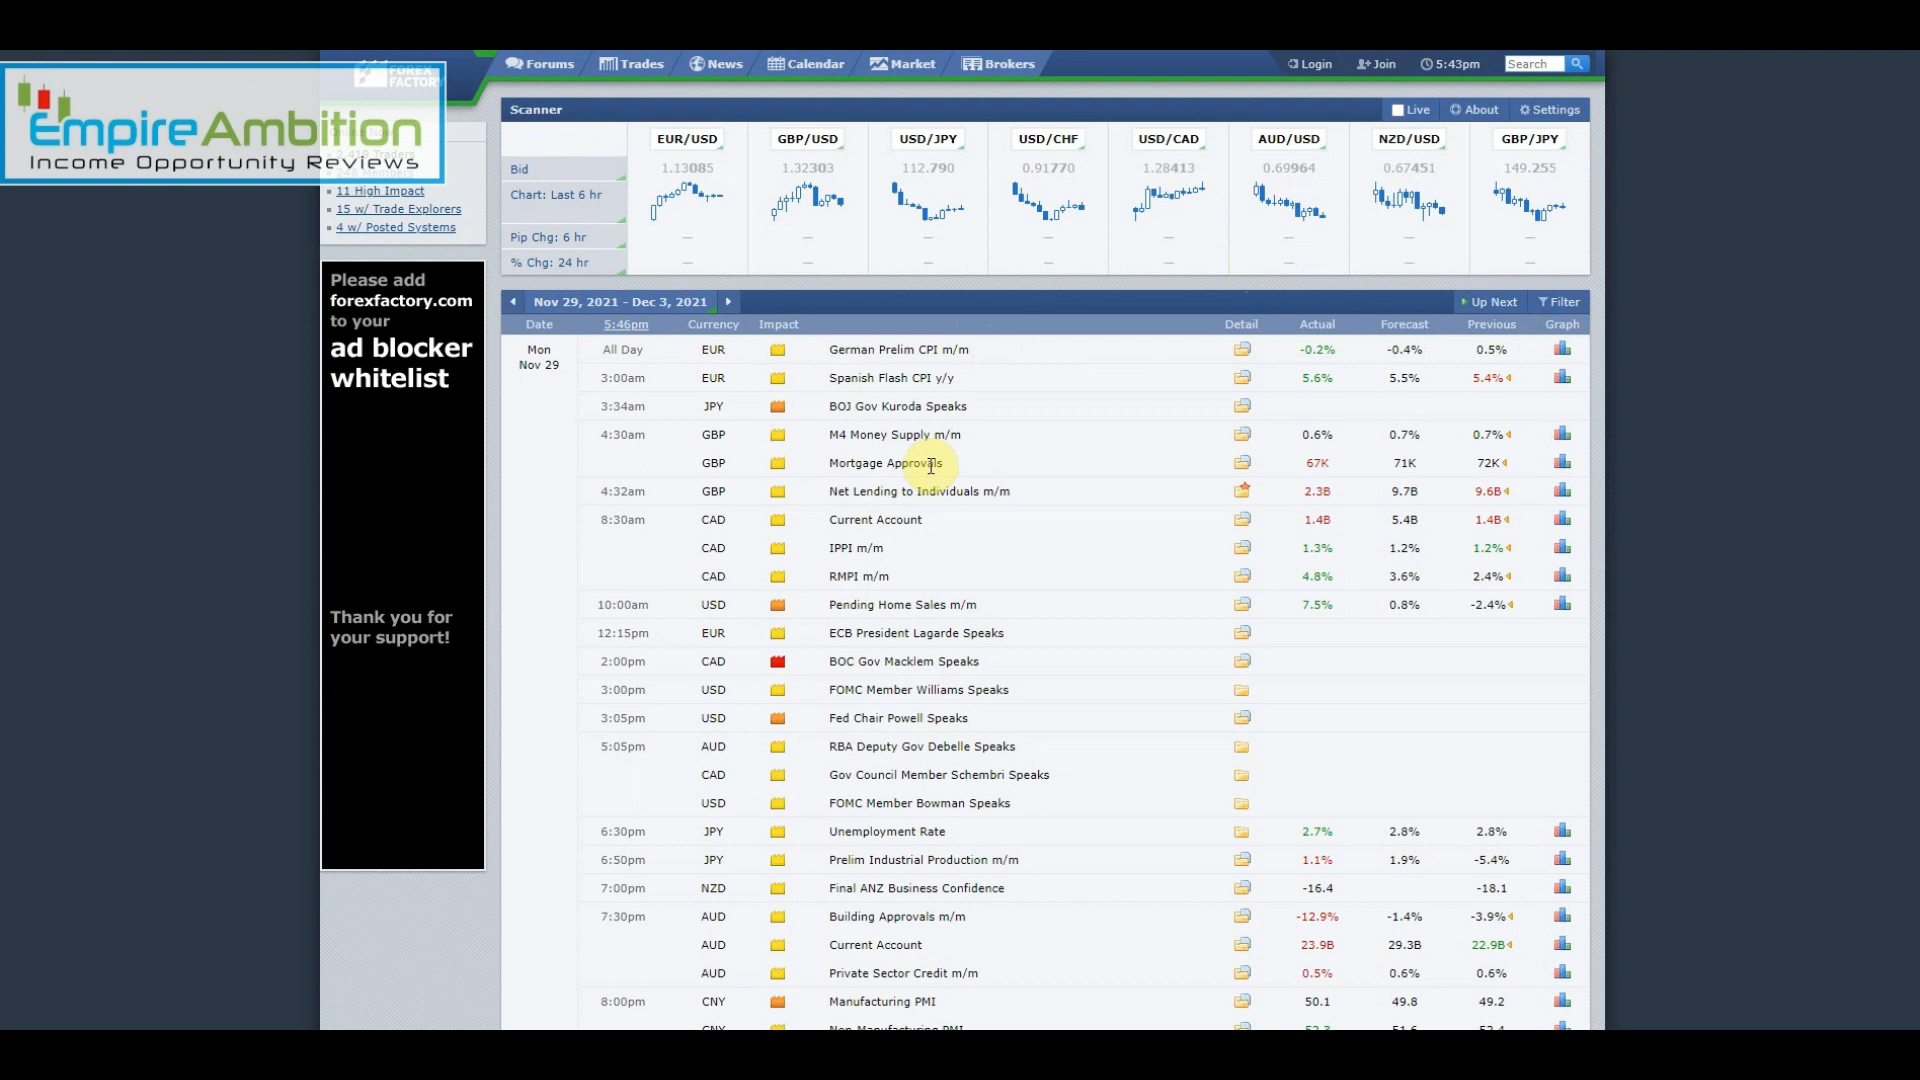 FOREX
FACTORY
Forums
Trades
News
Calendar
Market
Brokers
Login
Join
5:43pm
Search
EmpireAmbition
Income Opportunity Reviews
11 High Impact
15 w/ Trade Explorers
4 w/ Posted Systems
Please add
forexfactory.com
to your
ad blocker
whitelist
Thank you for
your support!
Scanner
Live
About
Settings
EUR/USD GBP/USD USD/JPY USD/CHF USD/CAD AUD/USD NZD/USD GBP/JPY
Bid 1.13085 1.32303 112.790 0.91770 1.28413 0.69964 0.67451 149.255
Chart: Last 6 hr
Pip Chg: 6 hr — — — — — — — —
% Chg: 24 hr — — — — — — — —
Nov 29, 2021 - Dec 3, 2021
Up Next
Filter
Date 5:46pm Currency Impact Detail Actual Forecast Previous Graph
Mon All Day EUR German Prelim CPI m/m -0.2% -0.4% 0.5%
Nov 29
3:00am EUR Spanish Flash CPI y/y 5.6% 5.5% 5.4%
3:34am JPY BOJ Gov Kuroda Speaks
4:30am GBP M4 Money Supply m/m 0.6% 0.7% 0.7%
GBP Mortgage Approvals 67K 71K 72K
4:32am GBP Net Lending to Individuals m/m 2.3B 9.7B 9.6B
8:30am CAD Current Account 1.4B 5.4B 1.4B
CAD IPPI m/m 1.3% 1.2% 1.2%
CAD RMPI m/m 4.8% 3.6% 2.4%
10:00am USD Pending Home Sales m/m 7.5% 0.8% -2.4%
12:15pm EUR ECB President Lagarde Speaks
2:00pm CAD BOC Gov Macklem Speaks
3:00pm USD FOMC Member Williams Speaks
3:05pm USD Fed Chair Powell Speaks
5:05pm AUD RBA Deputy Gov Debelle Speaks
CAD Gov Council Member Schembri Speaks
USD FOMC Member Bowman Speaks
6:30pm JPY Unemployment Rate 2.7% 2.8% 2.8%
6:50pm JPY Prelim Industrial Production m/m 1.1% 1.9% -5.4%
7:00pm NZD Final ANZ Business Confidence -16.4 -18.1
7:30pm AUD Building Approvals m/m -12.9% -1.4% -3.9%
AUD Current Account 23.9B 29.3B 22.9B
AUD Private Sector Credit m/m 0.5% 0.6% 0.6%
8:00pm CNY Manufacturing PMI 50.1 49.8 49.2
CNY Non-Manufacturing PMI 52.3 51.6 52.4